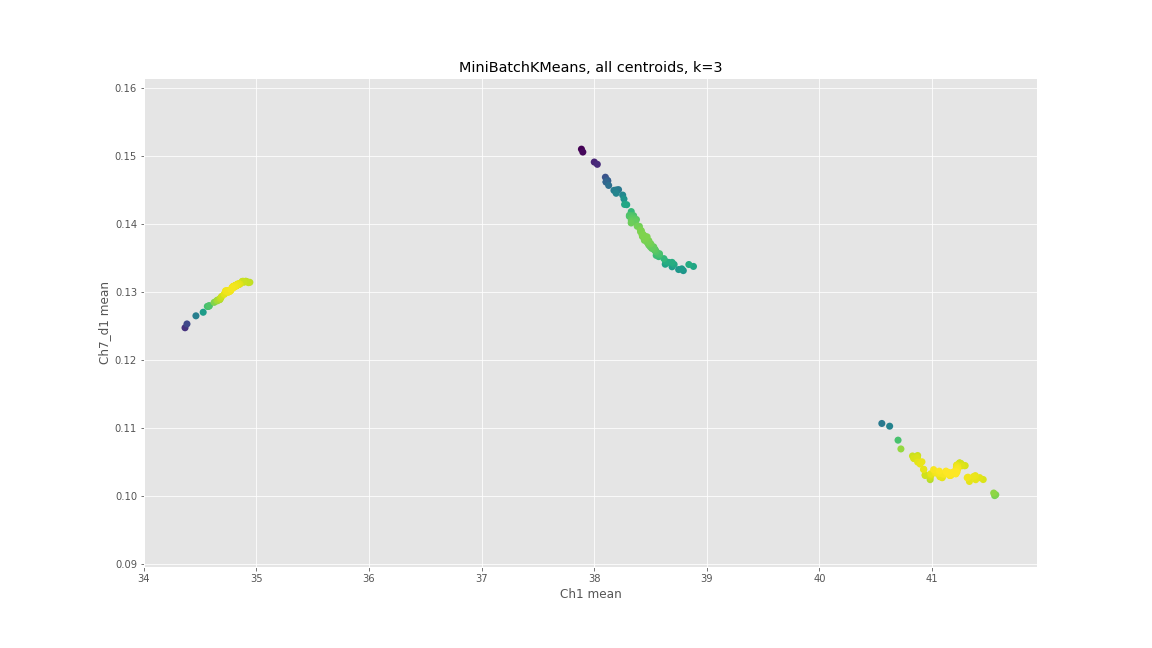 MiniBatchKMeans, all centroids, k=3
0.16
0.15
0.14
0.13
0.12
0.11
0.10
0.09
Ch7_d1 mean
34 35 36 37 38 39 40 41
Ch1 mean